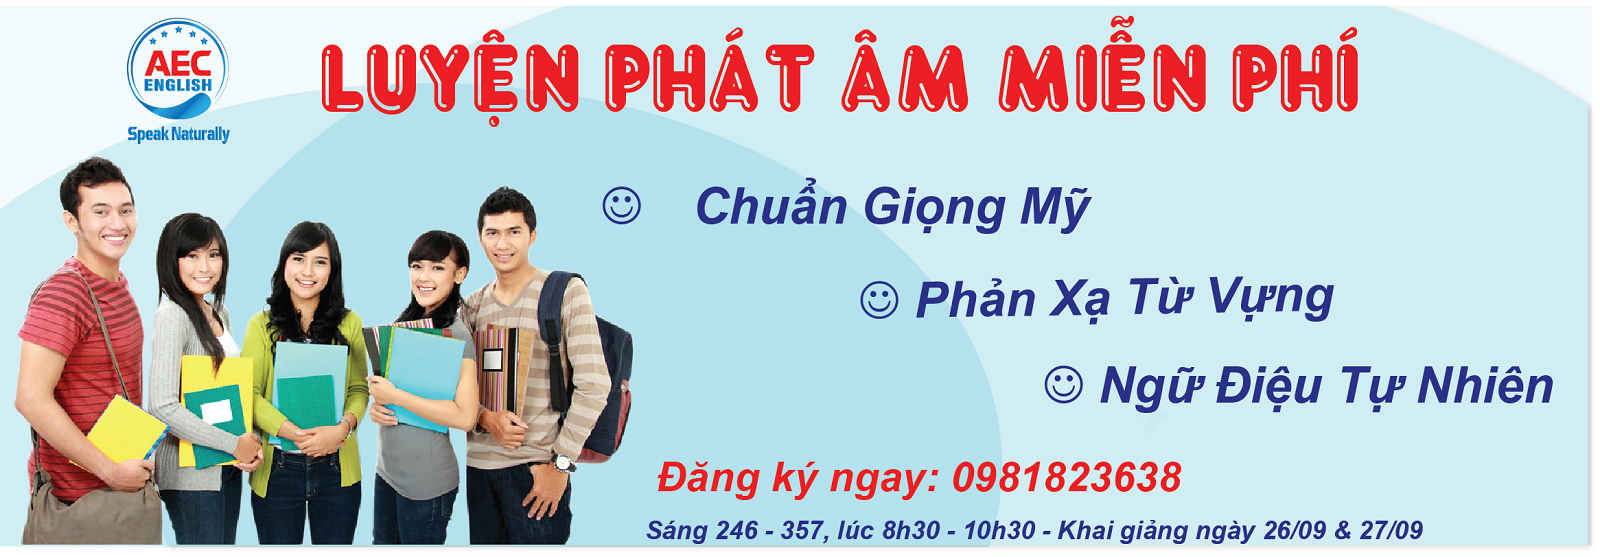 AEC
ENGLISH
Speak Naturally
LUYỆN PHÁT ÂM MIỄN PHÍ
Chuẩn Giọng Mỹ
Phản Xạ Từ Vựng
Ngữ Điệu Tự Nhiên
Đăng ký ngay: 0981823638
Sáng 246 - 357, lúc 8h30 - 10h30 - Khai giảng ngày 26/09 & 27/09